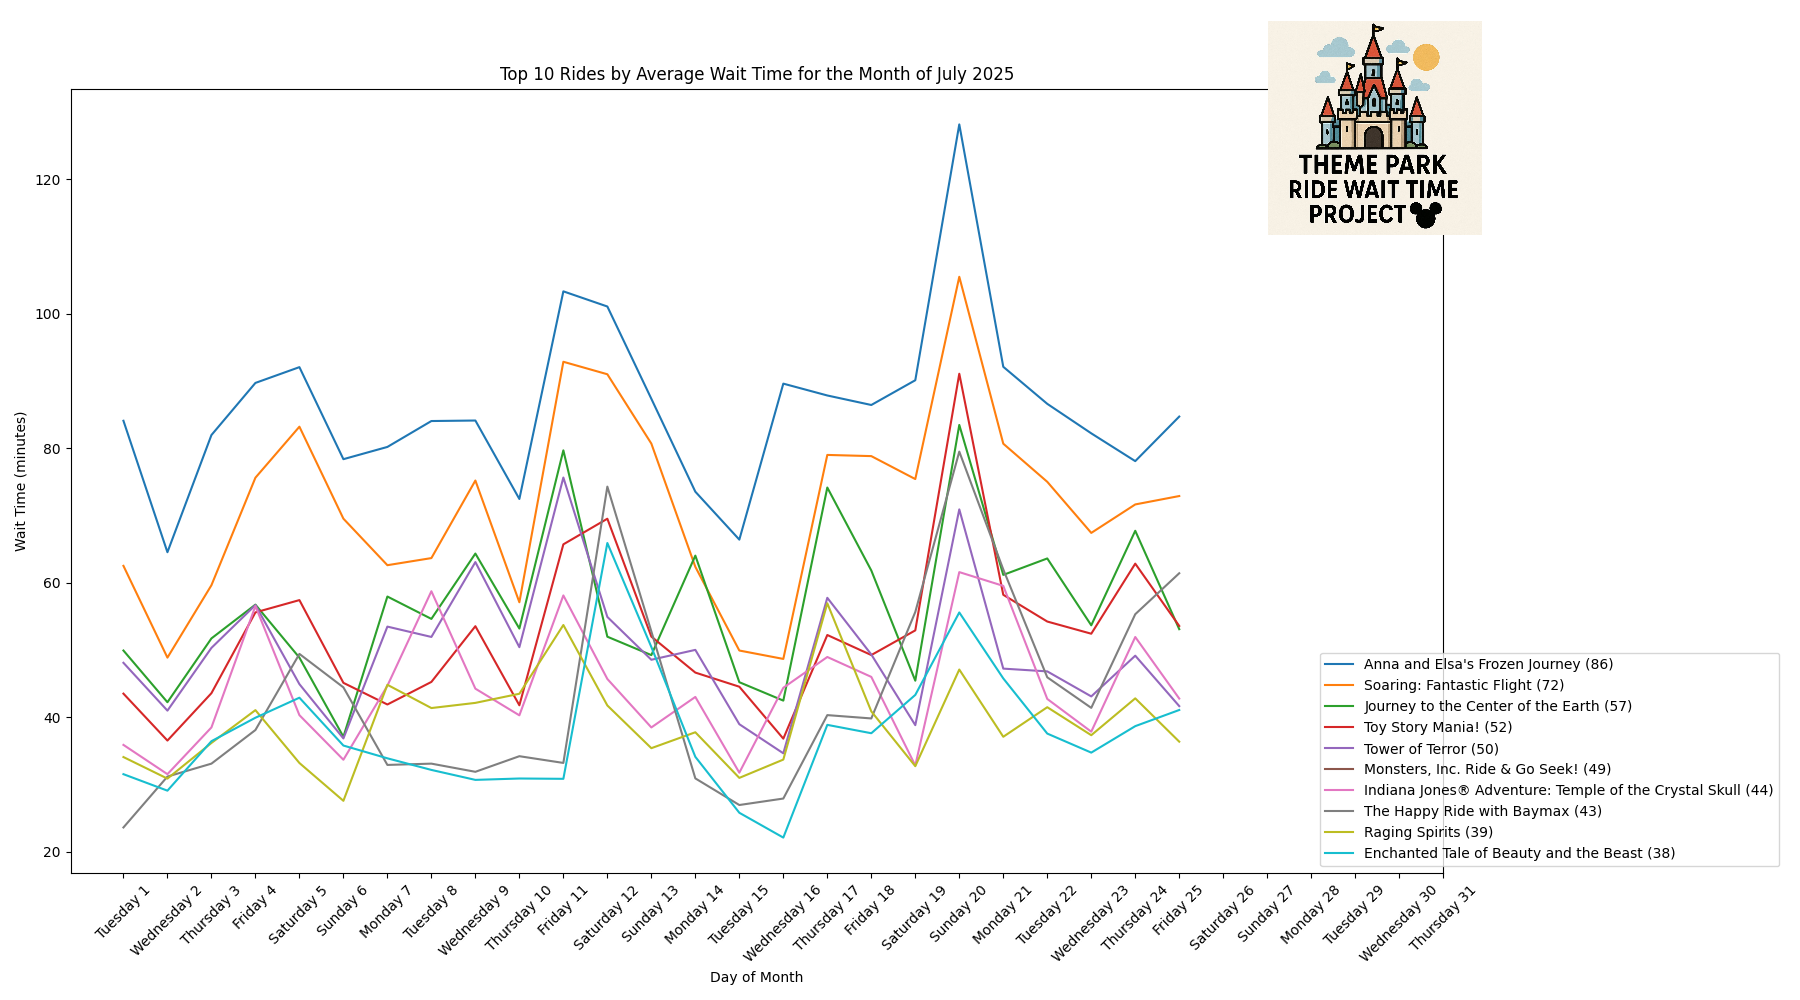 Top 10 Rides by Average Wait Time for the Month of July 2025
THEME PARK
RIDE WAIT TIME
PROJECT
Wait Time (minutes)
120
100
80
60
40
20
Anna and Elsa's Frozen Journey (86)
Soaring: Fantastic Flight (72)
Journey to the Center of the Earth (57)
Toy Story Mania! (52)
Tower of Terror (50)
Monsters, Inc. Ride & Go Seek! (49)
Indiana Jones® Adventure: Temple of the Crystal Skull (44)
The Happy Ride with Baymax (43)
Raging Spirits (39)
Enchanted Tale of Beauty and the Beast (38)
Tuesday 1
Wednesday 2
Thursday 3
Friday 4
Saturday 5
Sunday 6
Monday 7
Tuesday 8
Wednesday 9
Thursday 10
Friday 11
Saturday 12
Sunday 13
Monday 14
Tuesday 15
Wednesday 16
Thursday 17
Friday 18
Saturday 19
Sunday 20
Monday 21
Tuesday 22
Wednesday 23
Thursday 24
Friday 25
Saturday 26
Sunday 27
Monday 28
Tuesday 29
Wednesday 30
Thursday 31
Day of Month